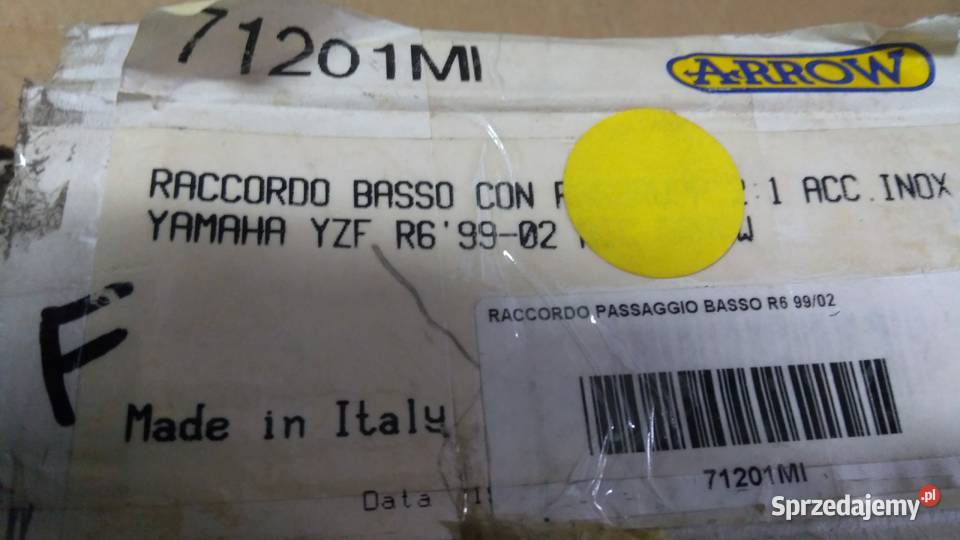 71201MI
ARROW
RACCORDO BASSO CON :1 ACC.INOX
YAMAHA YZF R6'99-02
RACCORDO PASSAGGIO BASSO R6 99/02
F
Made in Italy
71201MI
Data
Sprzedajemy.pl